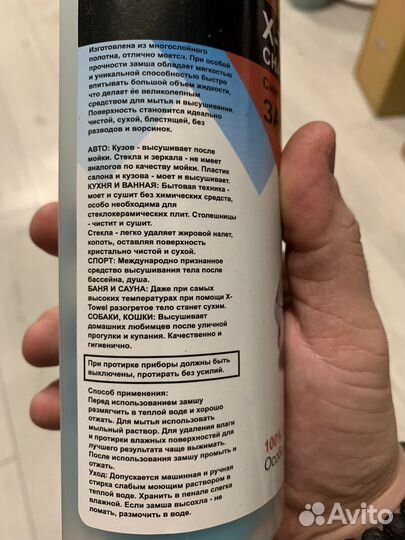 Изготовлена из многослойного
полотна, отлично моется. При особой
прочности замша обладает мягкостью
и уникальной способностью быстро
впитывать большой объем жидкости,
что делает её великолепным
средством для мытья и высушивания.
Поверхность становится идеально
чистой, сухой, блестящей, без
разводов и ворсинок.
АВТО: Кузов - высушивает после
мойки. Стекла и зеркала - не имеет
аналогов по качеству мойки. Пластик
салона и кузова - моет и высушивает.
КУХНЯ И ВАННАЯ: Бытовая техника -
моет и сушит без химических средств,
особо необходима для
стеклокерамических плит. Столешницы
- чистит и сушит.
Стекла - легко удаляет жировой налет,
копоть, оставляя поверхность
кристально чистой и сухой.
СПОРТ: Международно признанное
средство высушивания тела после
бассейна, душа.
БАНЯ И САУНА: Даже при самых
высоких температурах при помощи X-
Towel разогретое тело станет сухим.
СОБАКИ, КОШКИ: Высушивает
домашних любимцев после уличной
прогулки и купания. Качественно и
гигиенично.
При протирке приборы должны быть
выключены, протирать без усилий.
Способ применения:
Перед использованием замшу
размягчить в теплой воде и хорошо
отжать. Для мытья использовать
мыльный раствор. Для удаления влаги
и протирки влажных поверхностей для
лучшего результата чаще выжимать.
После использования замшу промыть и
отжать.
Уход: Допускается машинная и ручная
стирка слабым моющим раствором в
теплой воде. Хранить в пенале слегка
влажной. Если замша высохла - не
ломать, размочить в воде.
100%
Avito